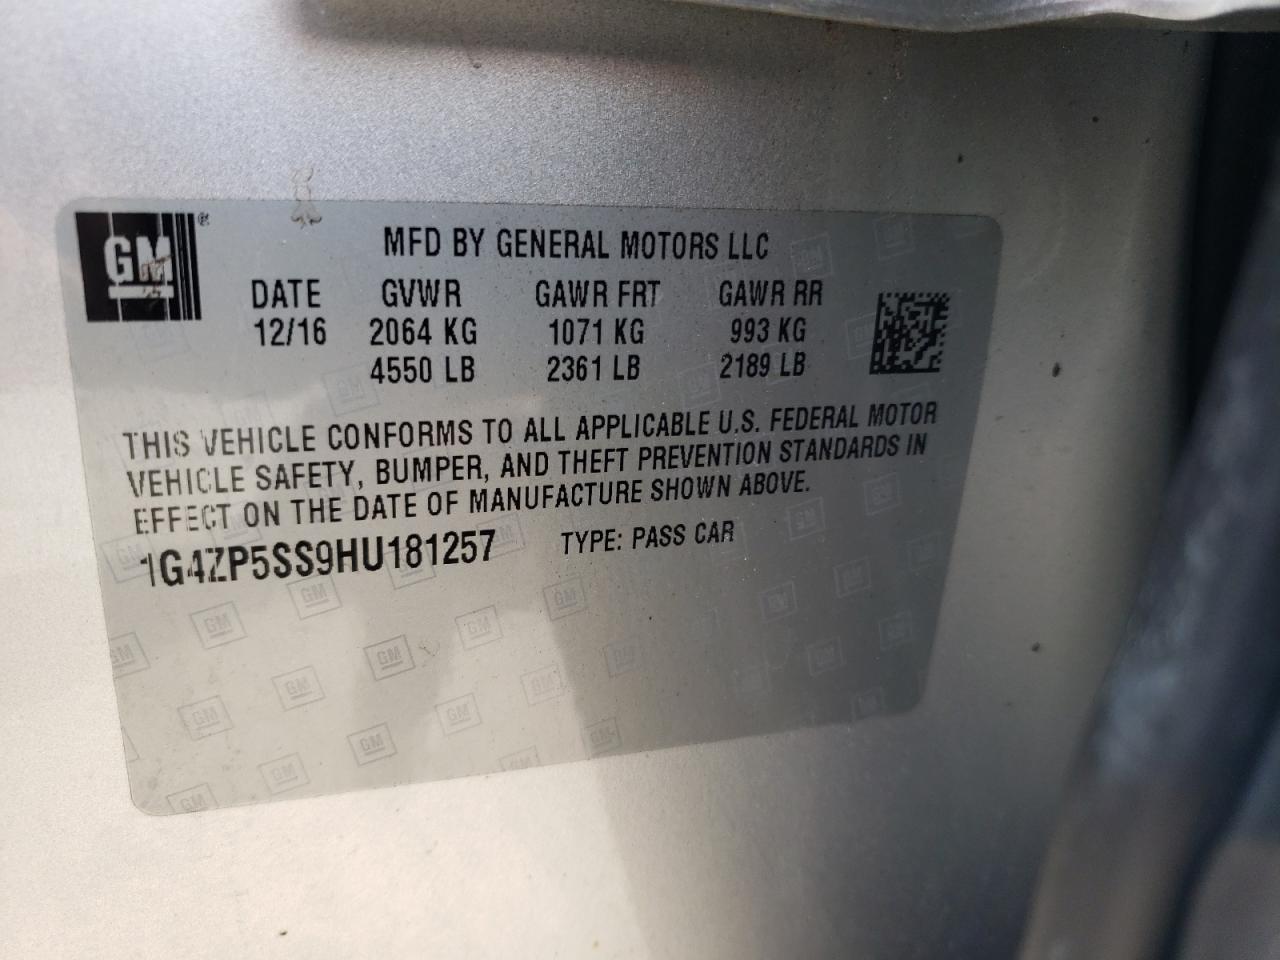 GM ®
MFD BY GENERAL MOTORS LLC
DATE GVWR GAWR FRT GAWR RR
12/16 2064 KG 1071 KG 993 KG
4550 LB 2361 LB 2189 LB
THIS VEHICLE CONFORMS TO ALL APPLICABLE U.S. FEDERAL MOTOR
VEHICLE SAFETY, BUMPER, AND THEFT PREVENTION STANDARDS IN
EFFECT ON THE DATE OF MANUFACTURE SHOWN ABOVE.
1G4ZP5SS9HU181257 TYPE: PASS CAR